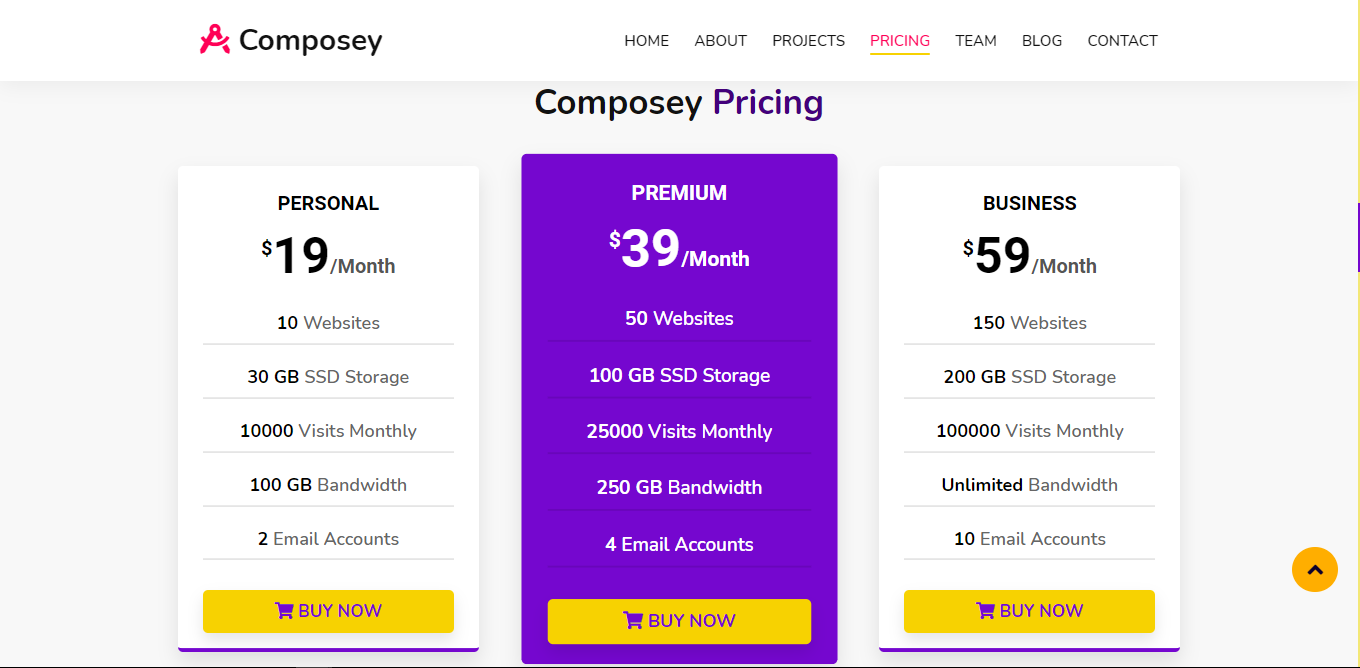 Composey
HOME ABOUT PROJECTS PRICING TEAM BLOG CONTACT
Composey Pricing
PERSONAL
$19/Month
10 Websites
30 GB SSD Storage
10000 Visits Monthly
100 GB Bandwidth
2 Email Accounts
BUY NOW
PREMIUM
$39/Month
50 Websites
100 GB SSD Storage
25000 Visits Monthly
250 GB Bandwidth
4 Email Accounts
BUY NOW
BUSINESS
$59/Month
150 Websites
200 GB SSD Storage
100000 Visits Monthly
Unlimited Bandwidth
10 Email Accounts
BUY NOW